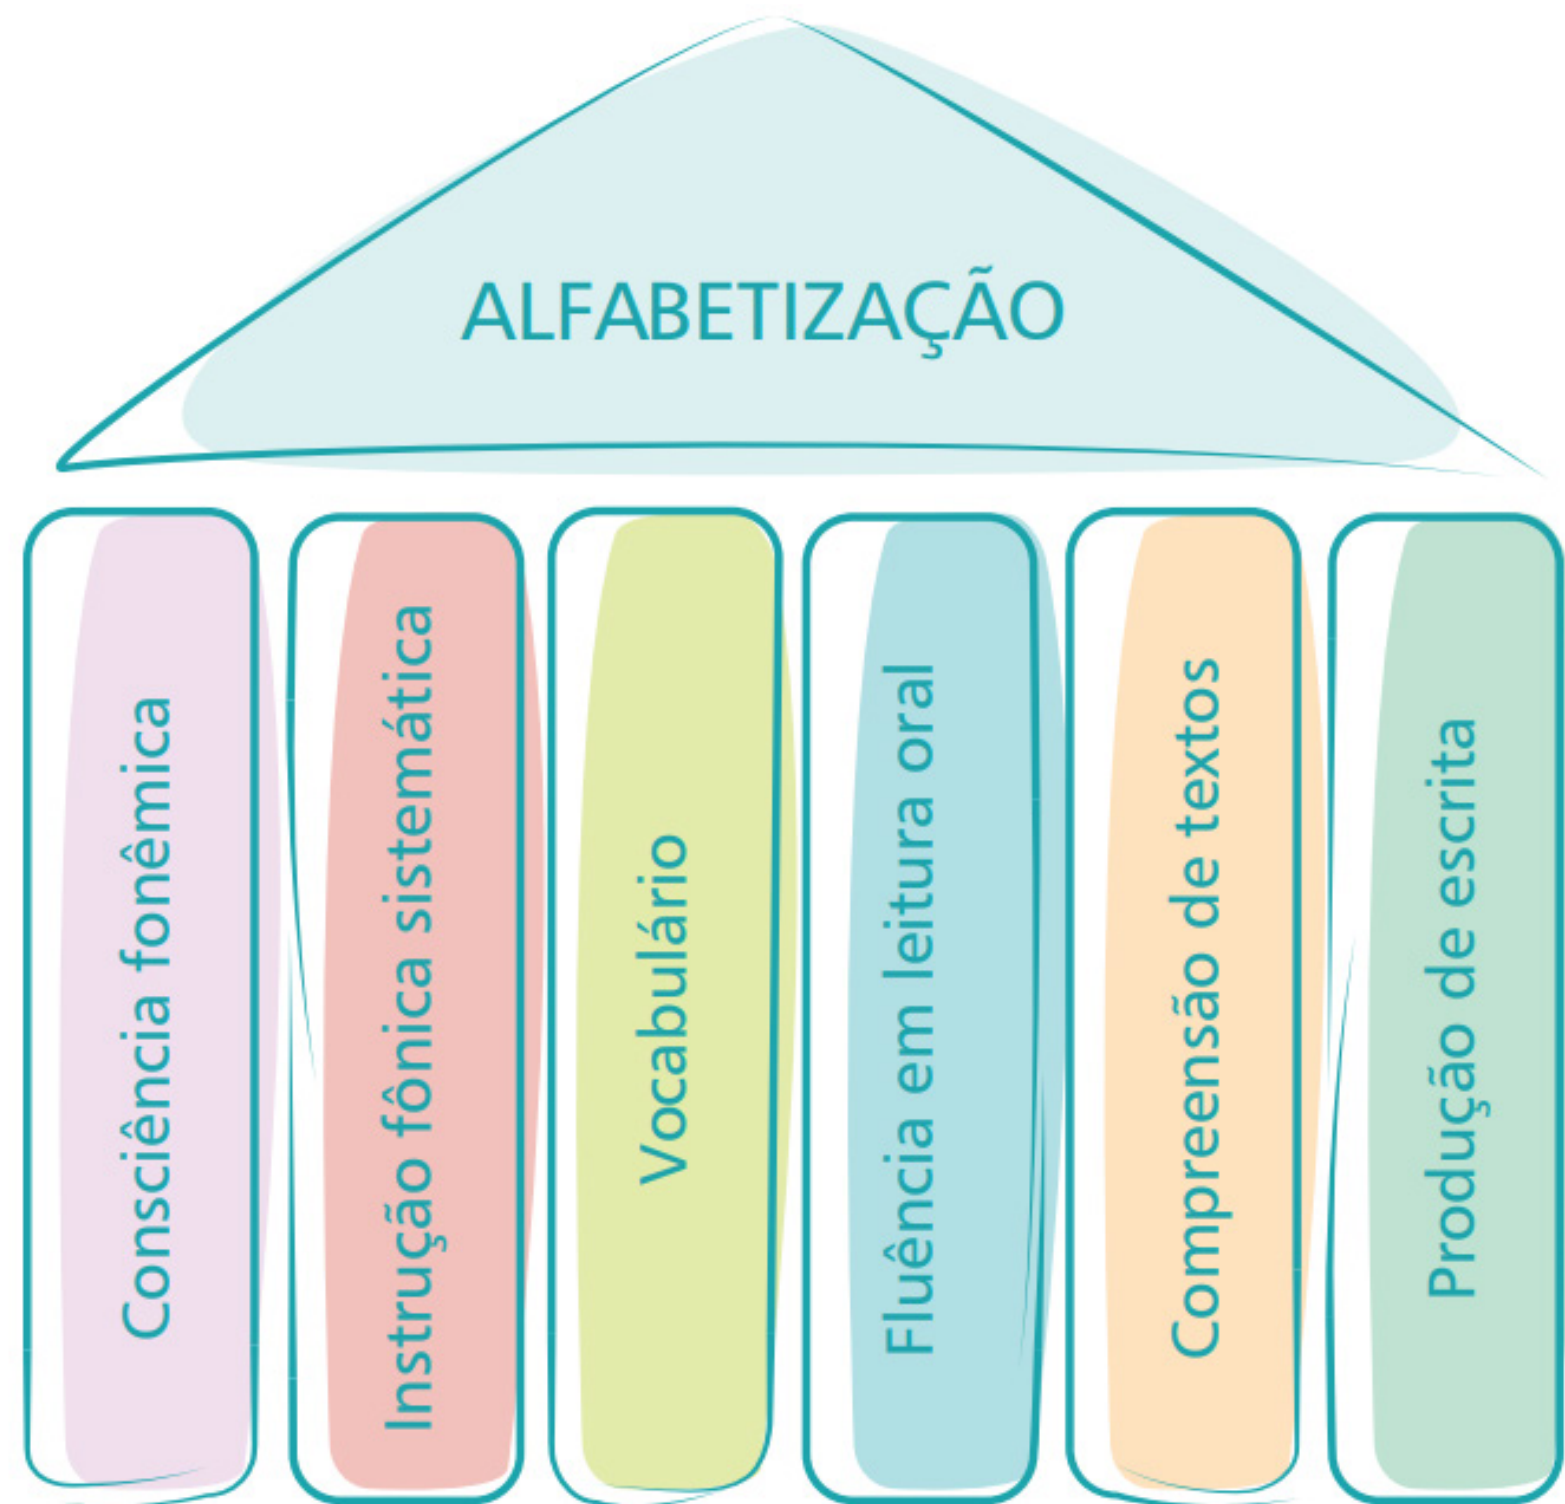 ALFABETIZAÇÃO
Consciência fonêmica
Instrução fônica sistemática
Vocabulário
Fluência em leitura oral
Compreensão de textos
Produção de escrita